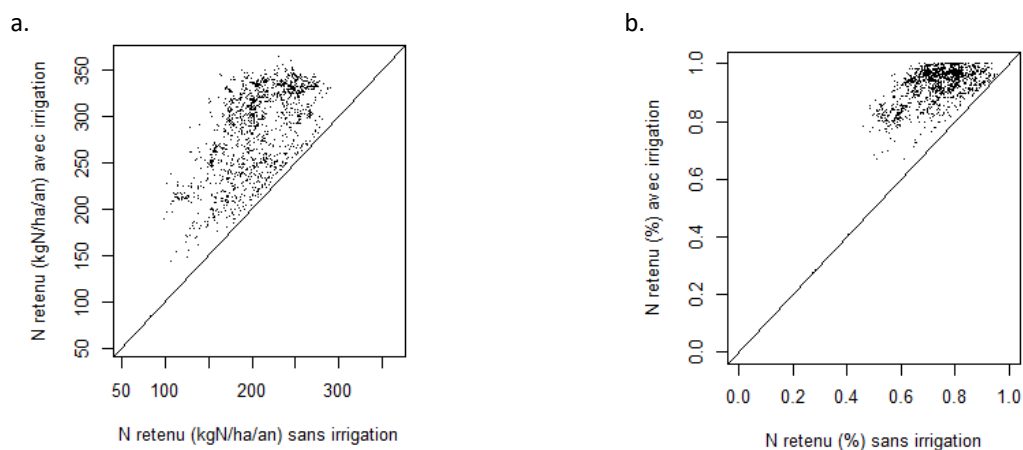 a.
N retenu (kgN/ha/an) avec irrigation
350
300
250
200
150
100
50
50 100 200 300
N retenu (kgN/ha/an) sans irrigation
b.
N retenu (%) avec irrigation
1.0
0.8
0.6
0.4
0.2
0.0
0.0 0.2 0.4 0.6 0.8 1.0
N retenu (%) sans irrigation